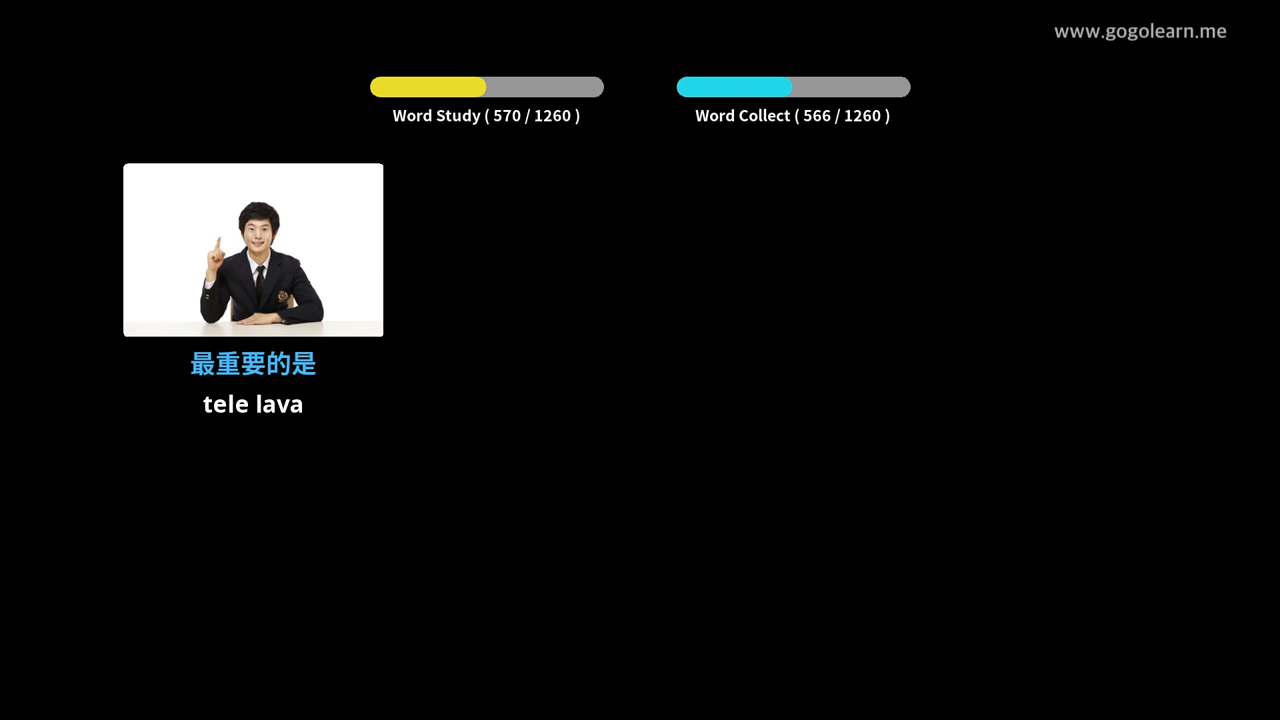 www.gogolearn.me
Word Study ( 570 / 1260 )
Word Collect ( 566 / 1260 )
最重要的是
tele lava